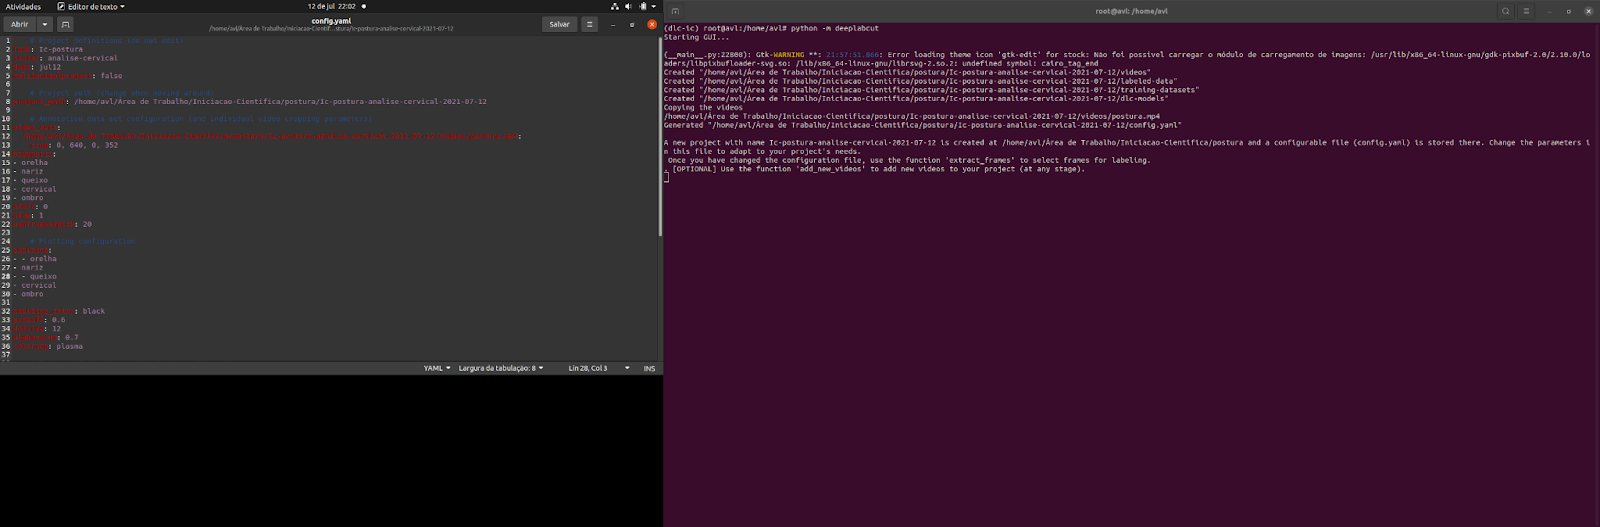 Atividades
Editor de texto
12 de jul 22:02
Abrir
config.yaml
/home/avl/Área de Trabalho/Iniciacao-Cientif…stura/Ic-postura-analise-cervical-2021-07-12
Salvar
1 # Project definitions (do not edit)
2 : Ic-postura
3 : analise-cervical
4 : jul12
5 : false
6
7 # Project path (change when moving around)
8 project_path: /home/avl/Área de Trabalho/Iniciacao-Cientifica/postura/Ic-postura-analise-cervical-2021-07-12
9
10 # Annotation data set configuration (and individual video cropping parameters)
11 video_sets:
12
13 crop: 0, 640, 0, 352
14 bodyparts:
15 - orelha
16 - nariz
17 - queixo
18 - cervical
19 - ombro
20 start: 0
21 stop: 1
22 numframes2pick: 20
23
24 # Plotting configuration
25 skeleton:
26 - - orelha
27 - nariz
28 - - queixo
29 - cervical
30 - ombro
31
32 skeleton_color: black
33 pcutoff: 0.6
34 dotsize: 12
35 alphavalue: 0.7
36 colormap: plasma
37
YAML
Largura da tabulação: 8
Lin 28, Col 3
INS
root@avl: /home/avl
(dlc-ic) root@avl:/home/avl# python -m deeplabcut
Starting GUI...
(__main__.py:22808): Gtk-WARNING **: 21:57:51.866: Error loading theme icon 'gtk-edit' for stock: Não foi possível carregar o módulo de carregamento de imagens: /usr/lib/x86_64-linux-gnu/gdk-pixbuf-2.0/2.10.0/lo
aders/libpixbufloader-svg.so: /lib/x86_64-linux-gnu/librsvg-2.so.2: undefined symbol: cairo_tag_end
Created "/home/avl/Área de Trabalho/Iniciacao-Cientifica/postura/Ic-postura-analise-cervical-2021-07-12/videos"
Created "/home/avl/Área de Trabalho/Iniciacao-Cientifica/postura/Ic-postura-analise-cervical-2021-07-12/labeled-data"
Created "/home/avl/Área de Trabalho/Iniciacao-Cientifica/postura/Ic-postura-analise-cervical-2021-07-12/training-datasets"
Created "/home/avl/Área de Trabalho/Iniciacao-Cientifica/postura/Ic-postura-analise-cervical-2021-07-12/dlc-models"
Copying the videos
/home/avl/Área de Trabalho/Iniciacao-Cientifica/postura/Ic-postura-analise-cervical-2021-07-12/videos/postura.mp4
Generated "/home/avl/Área de Trabalho/Iniciacao-Cientifica/postura/Ic-postura-analise-cervical-2021-07-12/config.yaml"
A new project with name Ic-postura-analise-cervical-2021-07-12 is created at /home/avl/Área de Trabalho/Iniciacao-Cientifica/postura and a configurable file (config.yaml) is stored there. Change the parameters i
n this file to adapt to your project's needs.
Once you have changed the configuration file, use the function 'extract_frames' to select frames for labeling.
. [OPTIONAL] Use the function 'add_new_videos' to add new videos to your project (at any stage).